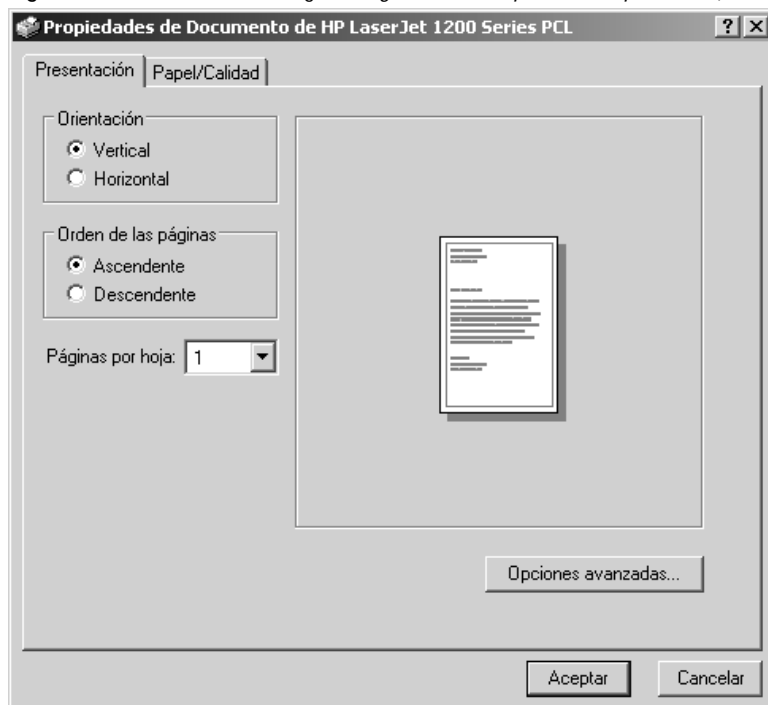 Propiedades de Documento de HP LaserJet 1200 Series PCL
Presentación
Papel/Calidad
Orientación
Vertical
Horizontal
Orden de las páginas
Ascendente
Descendente
Páginas por hoja: 1
Opciones avanzadas...
Aceptar
Cancelar